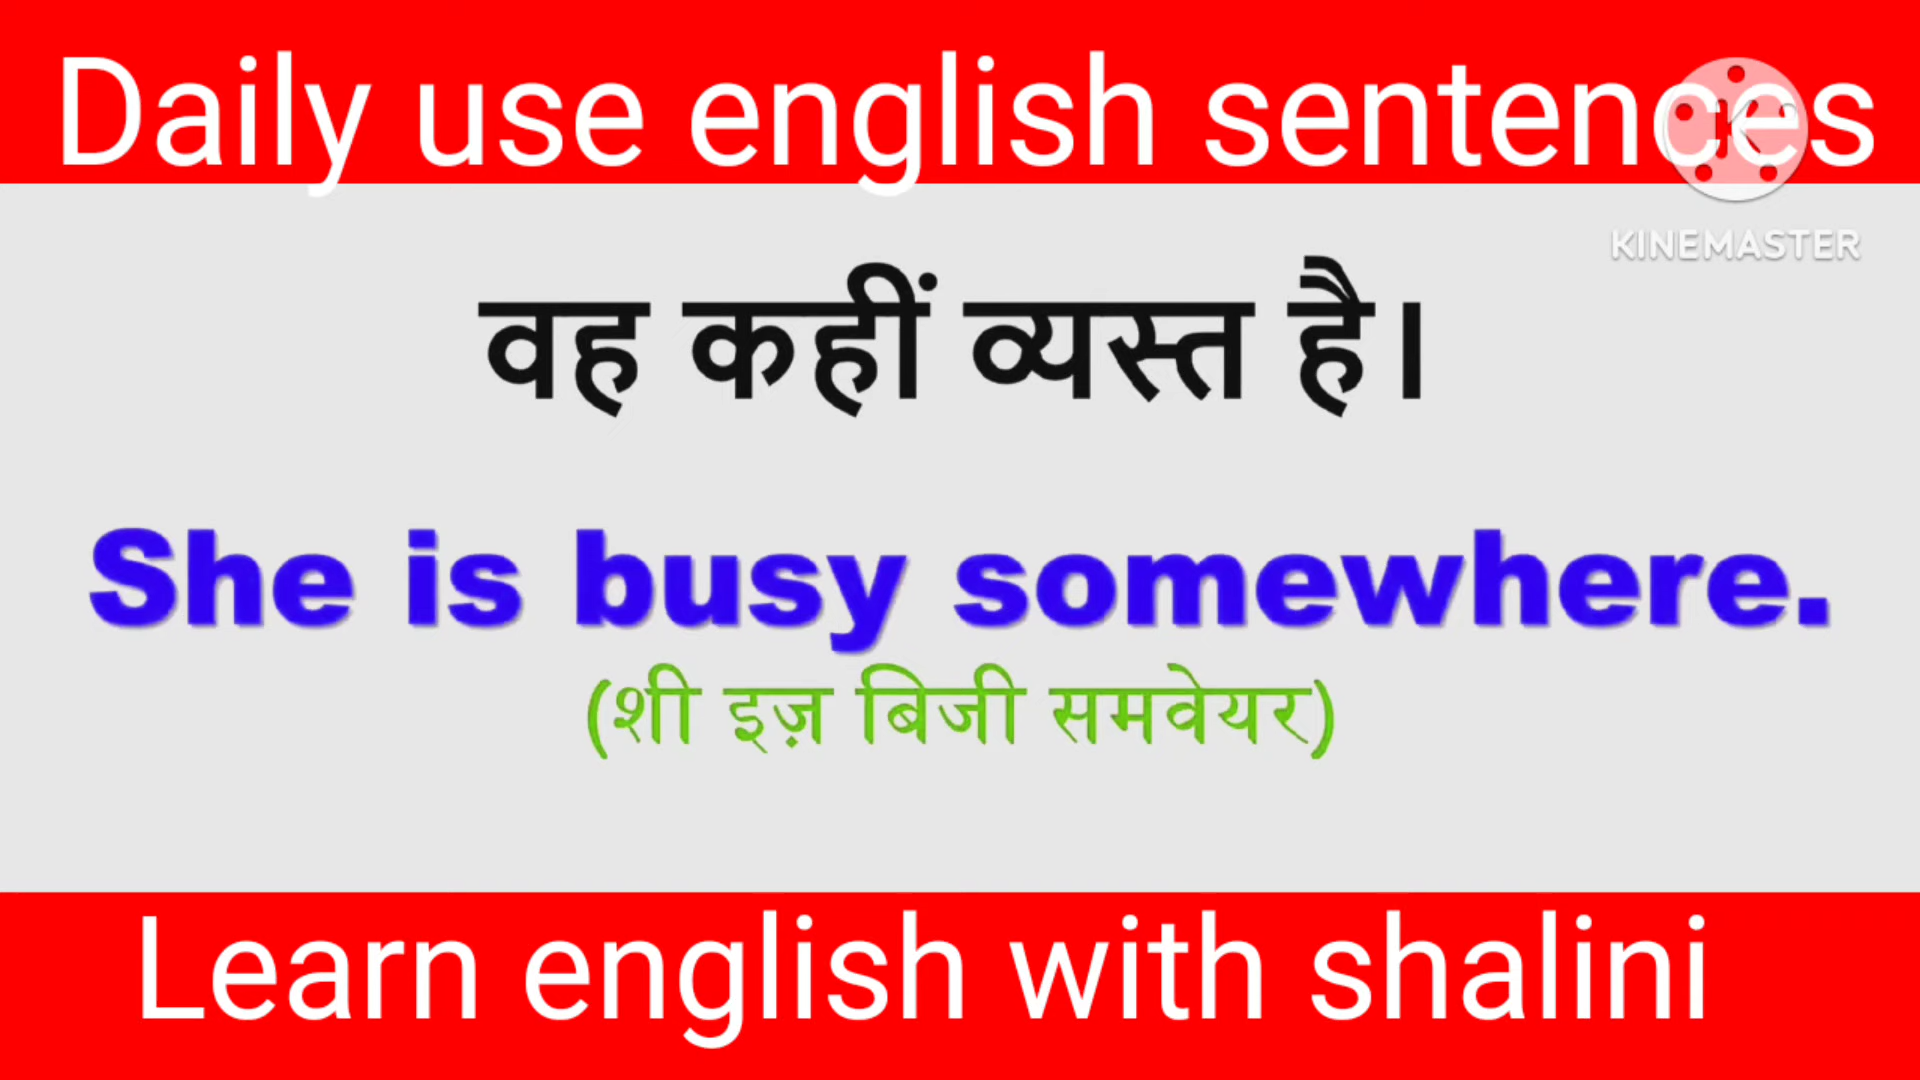 Daily use english sentences
KINEMASTER
वह कहीं व्यस्त है।
She is busy somewhere.
(शी इज़ बिजी समवेयर)
Learn english with shalini